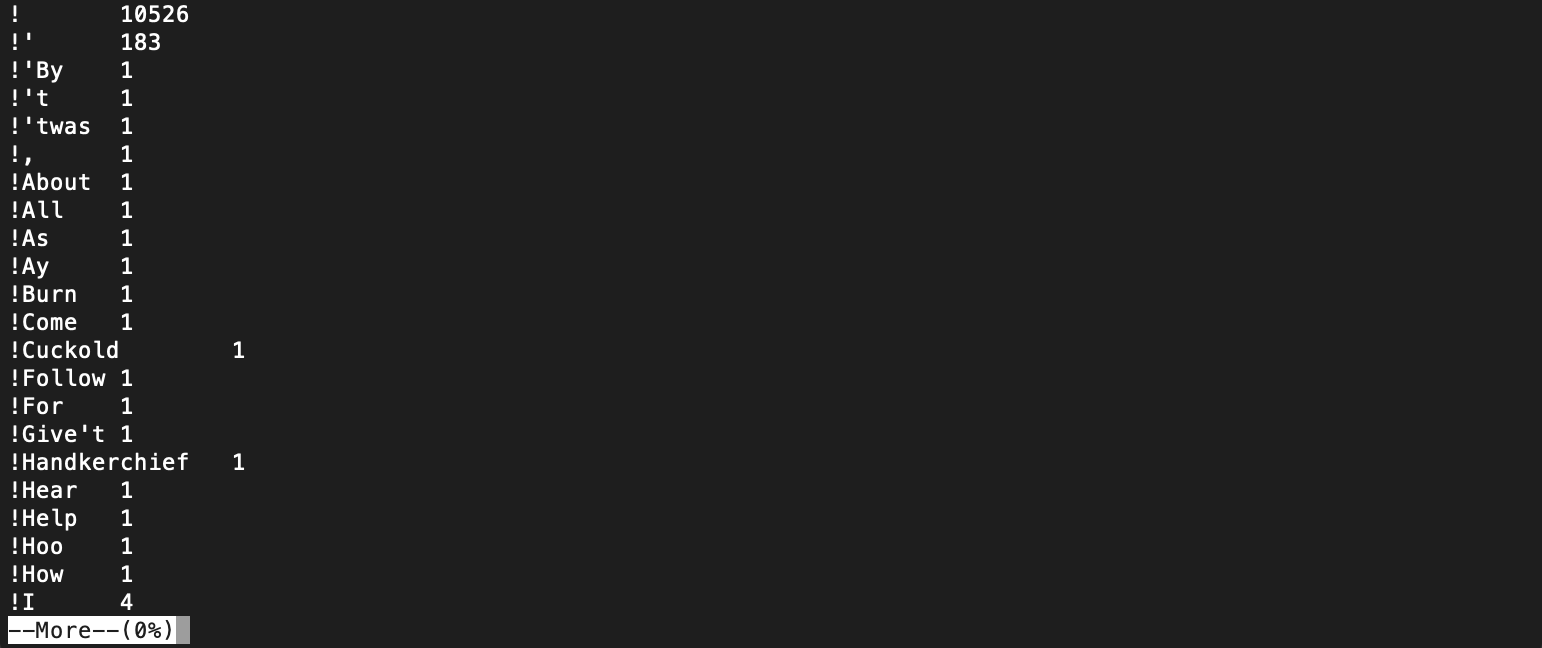 ! 10526
!' 183
!'By 1
!'t 1
!'twas 1
!, 1
!About 1
!All 1
!As 1
!Ay 1
!Burn 1
!Come 1
!Cuckold 1
!Follow 1
!For 1
!Give't 1
!Handkerchief 1
!Hear 1
!Help 1
!Hoo 1
!How 1
!I 4
--More--(0%)